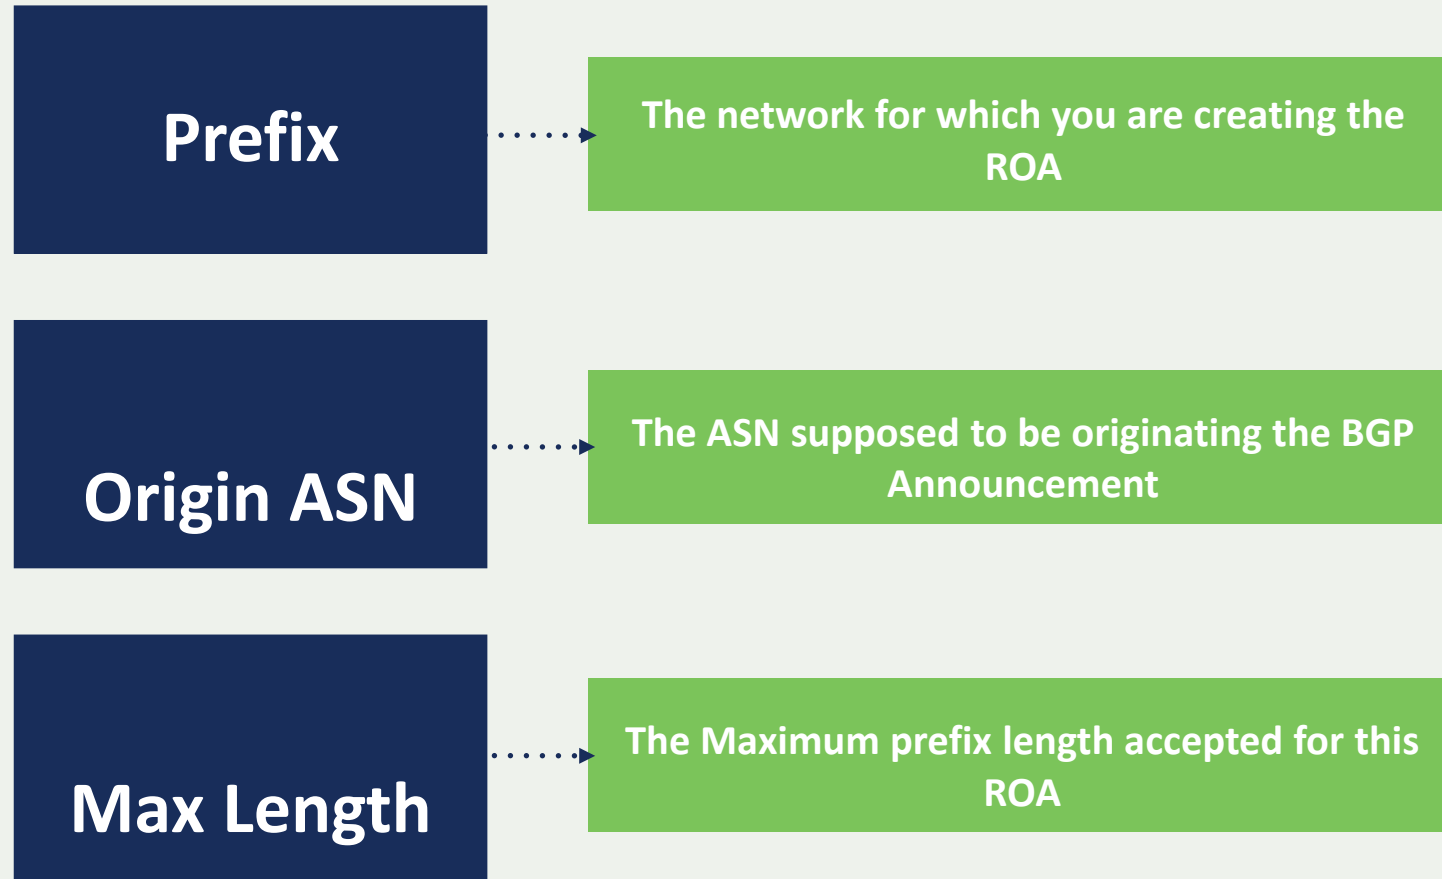 Prefix
The network for which you are creating the
ROA
Origin ASN
The ASN supposed to be originating the BGP
Announcement
Max Length
The Maximum prefix length accepted for this
ROA